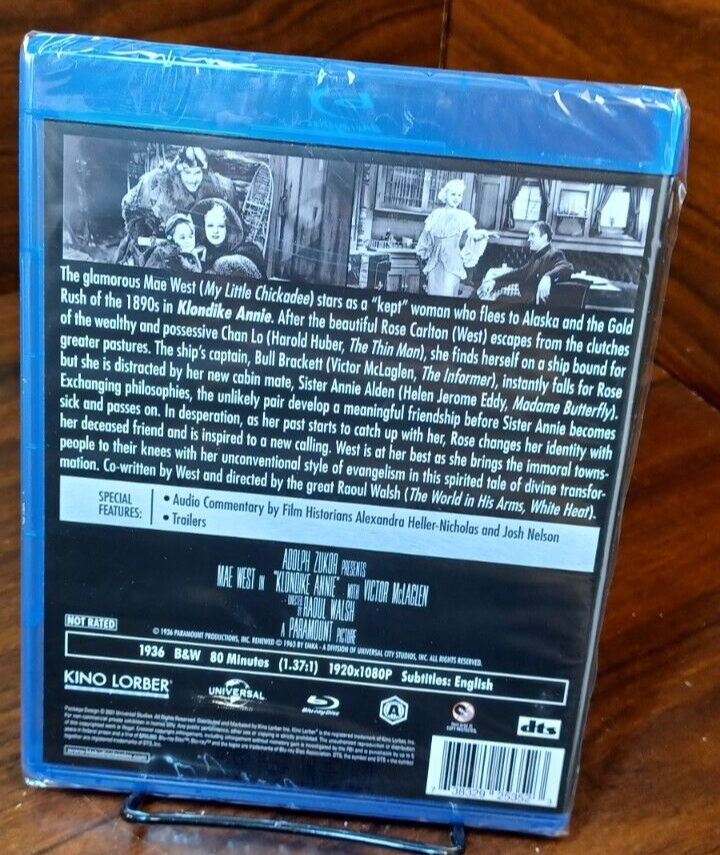 The glamorous Mae West (My Little Chickadee) stars as a "kept" woman who flees to Alaska and the Gold
Rush of the 1890s in Klondike Annie. After the beautiful Rose Carlton (West) escapes from the clutches
of the wealthy and possessive Chan Lo (Harold Huber, The Thin Man), she finds herself on a ship bound for
greater pastures. The ship's captain, Bull Brackett (Victor McLaglen, The Informer), instantly falls for Rose
but she is distracted by her new cabin mate, Sister Annie Alden (Helen Jerome Eddy, Madame Butterfly).
Exchanging philosophies, the unlikely pair develop a meaningful friendship before Sister Annie becomes
sick and passes on. In desperation, as her past starts to catch up with her, Rose changes her identity with
her deceased friend and is inspired to a new calling. West is at her best as she brings the immoral towns-
people to their knees with her unconventional style of evangelism in this spirited tale of divine transfor-
mation. Co-written by West and directed by the great Raoul Walsh (The World in His Arms, White Heat).
SPECIAL FEATURES:
• Audio Commentary by Film Historians Alexandra Heller-Nicholas and Josh Nelson
• Trailers
ADOLPH ZUKOR PRESENTS
MAE WEST IN "KLONDIKE ANNIE" WITH VICTOR McLAGLEN
DIRECTED BY RAOUL WALSH
A PARAMOUNT PICTURE
NOT RATED
© 1936 PARAMOUNT PRODUCTIONS, INC. RENEWED © 1963 BY EMKA - A DIVISION OF UNIVERSAL CITY STUDIOS, INC. ALL RIGHTS RESERVED.
1936 B&W 80 Minutes (1.37:1) 1920x1080P Subtitles: English
KINO LORBER
UNIVERSAL
Blu-ray Disc
A
dts
7 38329 25352 3